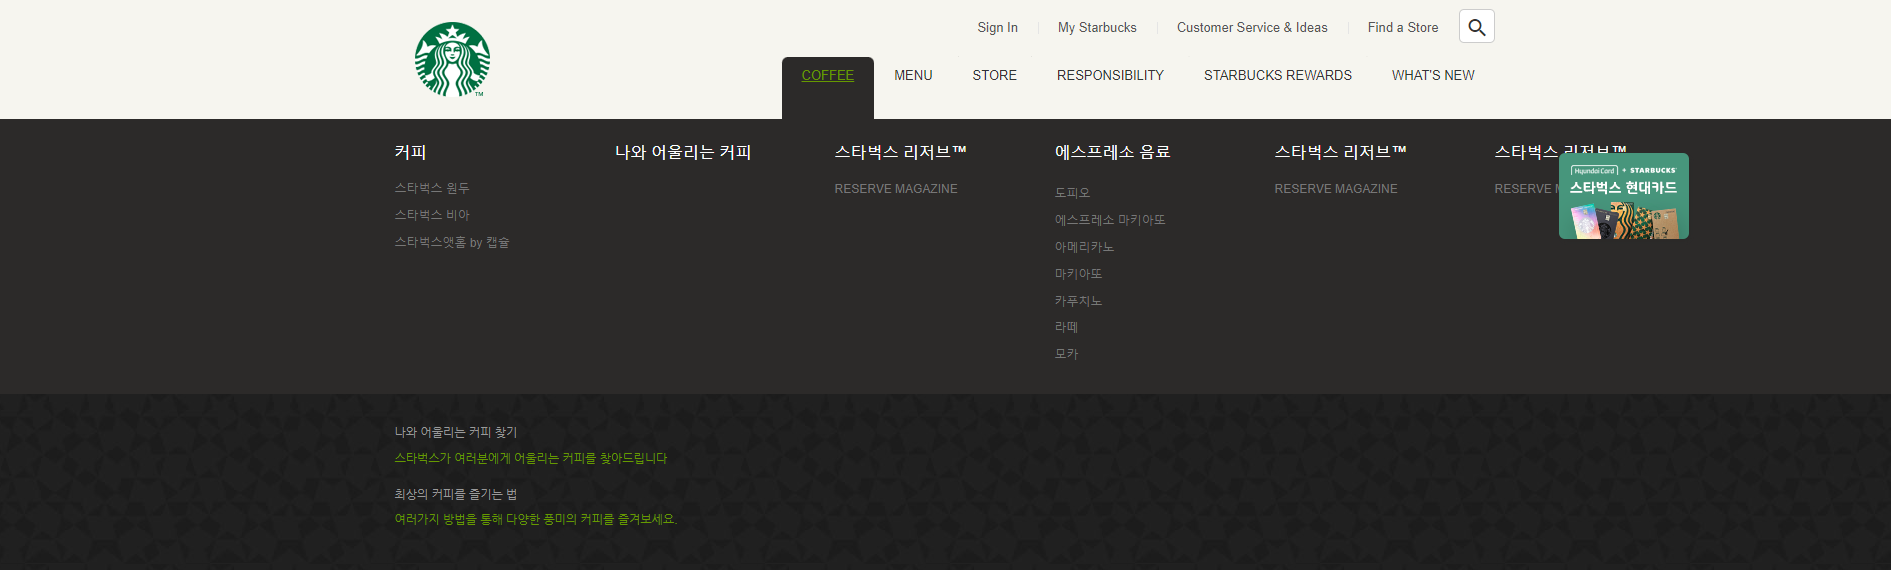 Sign In
My Starbucks
Customer Service & Ideas
Find a Store
TM
COFFEE
MENU
STORE
RESPONSIBILITY
STARBUCKS REWARDS
WHAT'S NEW
커피
스타벅스 원두
스타벅스 비아
스타벅스앳홈 by 캡슐
나와 어울리는 커피
스타벅스 리저브™
RESERVE MAGAZINE
에스프레소 음료
도피오
에스프레소 마키아또
아메리카노
마키아또
카푸치노
라떼
모카
스타벅스 리저브™
RESERVE MAGAZINE
스타벅스 리저브™
RESERVE
Hyundai Card + STARBUCKS
스타벅스 현대카드
나와 어울리는 커피 찾기
스타벅스가 여러분에게 어울리는 커피를 찾아드립니다
최상의 커피를 즐기는 법
여러가지 방법을 통해 다양한 풍미의 커피를 즐겨보세요.